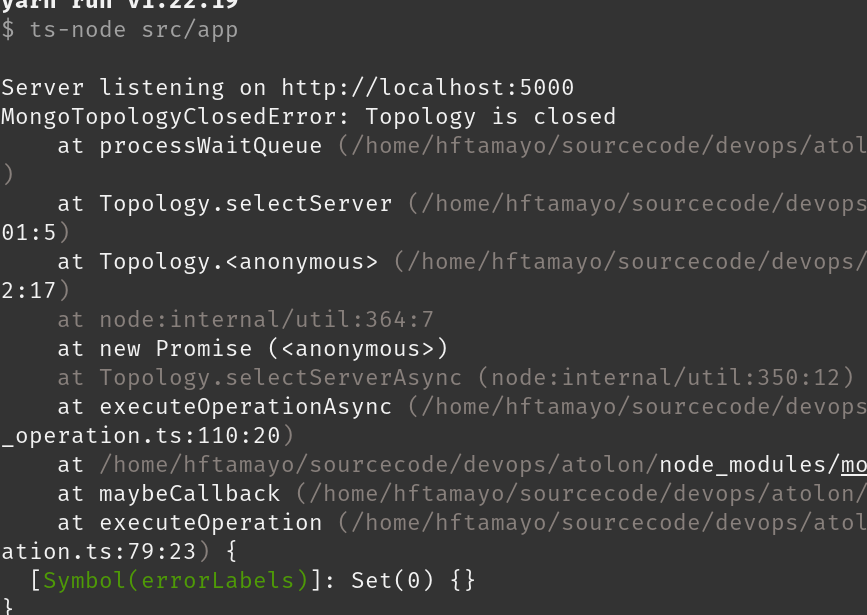 yarn run v1.22.19
$ ts-node src/app
Server listening on http://localhost:5000
MongoTopologyClosedError: Topology is closed
    at processWaitQueue (/home/hftamayo/sourcecode/devops/atol
)
    at Topology.selectServer (/home/hftamayo/sourcecode/devops
01:5)
    at Topology.<anonymous> (/home/hftamayo/sourcecode/devops/
2:17)
    at node:internal/util:364:7
    at new Promise (<anonymous>)
    at Topology.selectServerAsync (node:internal/util:350:12)
    at executeOperationAsync (/home/hftamayo/sourcecode/devops
_operation.ts:110:20)
    at /home/hftamayo/sourcecode/devops/atolon/node_modules/mo
    at maybeCallback (/home/hftamayo/sourcecode/devops/atolon/
    at executeOperation (/home/hftamayo/sourcecode/devops/atol
ation.ts:79:23) {
  [Symbol(errorLabels)]: Set(0) {}
}